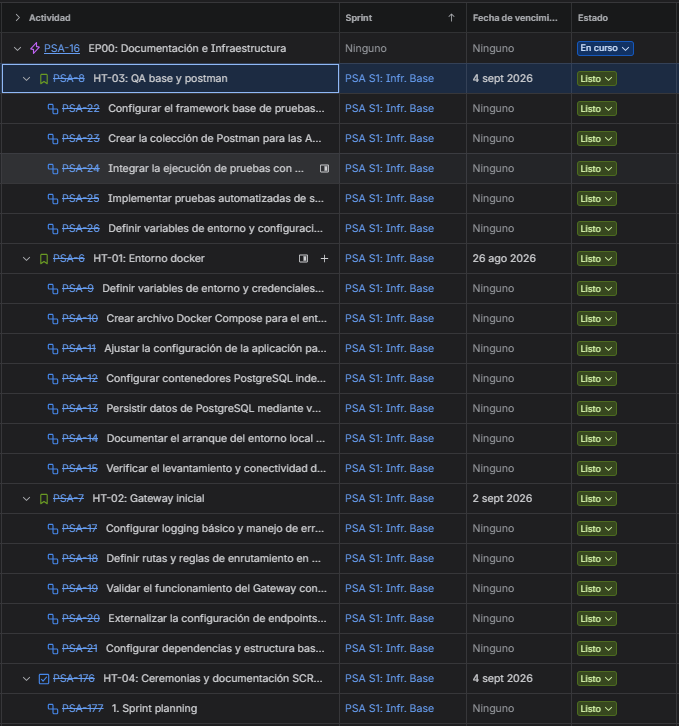 Actividad Sprint Fecha de vencimi... Estado
PSA-16 EP00: Documentación e Infraestructura Ninguno Ninguno En curso
PSA-8 HT-03: QA base y postman PSA S1: Infr. Base 4 sept 2026 Listo
PSA-22 Configurar el framework base de pruebas... PSA S1: Infr. Base Ninguno Listo
PSA-23 Crear la colección de Postman para las A... PSA S1: Infr. Base Ninguno Listo
PSA-24 Integrar la ejecución de pruebas con ... PSA S1: Infr. Base Ninguno Listo
PSA-25 Implementar pruebas automatizadas de s... PSA S1: Infr. Base Ninguno Listo
PSA-26 Definir variables de entorno y configuraci... PSA S1: Infr. Base Ninguno Listo
PSA-6 HT-01: Entorno docker PSA S1: Infr. Base 26 ago 2026 Listo
PSA-9 Definir variables de entorno y credenciales... PSA S1: Infr. Base Ninguno Listo
PSA-10 Crear archivo Docker Compose para el ent... PSA S1: Infr. Base Ninguno Listo
PSA-11 Ajustar la configuración de la aplicación pa... PSA S1: Infr. Base Ninguno Listo
PSA-12 Configurar contenedores PostgreSQL inde... PSA S1: Infr. Base Ninguno Listo
PSA-13 Persistir datos de PostgreSQL mediante v... PSA S1: Infr. Base Ninguno Listo
PSA-14 Documentar el arranque del entorno local ... PSA S1: Infr. Base Ninguno Listo
PSA-15 Verificar el levantamiento y conectividad d... PSA S1: Infr. Base Ninguno Listo
PSA-7 HT-02: Gateway inicial PSA S1: Infr. Base 2 sept 2026 Listo
PSA-17 Configurar logging básico y manejo de err... PSA S1: Infr. Base Ninguno Listo
PSA-18 Definir rutas y reglas de enrutamiento en ... PSA S1: Infr. Base Ninguno Listo
PSA-19 Validar el funcionamiento del Gateway con... PSA S1: Infr. Base Ninguno Listo
PSA-20 Externalizar la configuración de endpoints... PSA S1: Infr. Base Ninguno Listo
PSA-21 Configurar dependencias y estructura bas... PSA S1: Infr. Base Ninguno Listo
PSA-176 HT-04: Ceremonias y documentación SCR... PSA S1: Infr. Base 4 sept 2026 Listo
PSA-177 1. Sprint planning PSA S1: Infr. Base Ninguno Listo